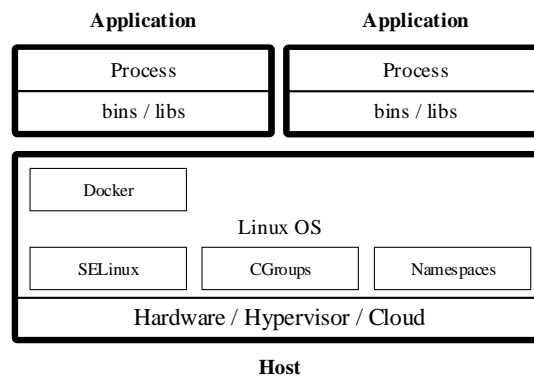 Application Application
Process Process
bins / libs bins / libs
Docker
Linux OS
SELinux CGroups Namespaces
Hardware / Hypervisor / Cloud
Host